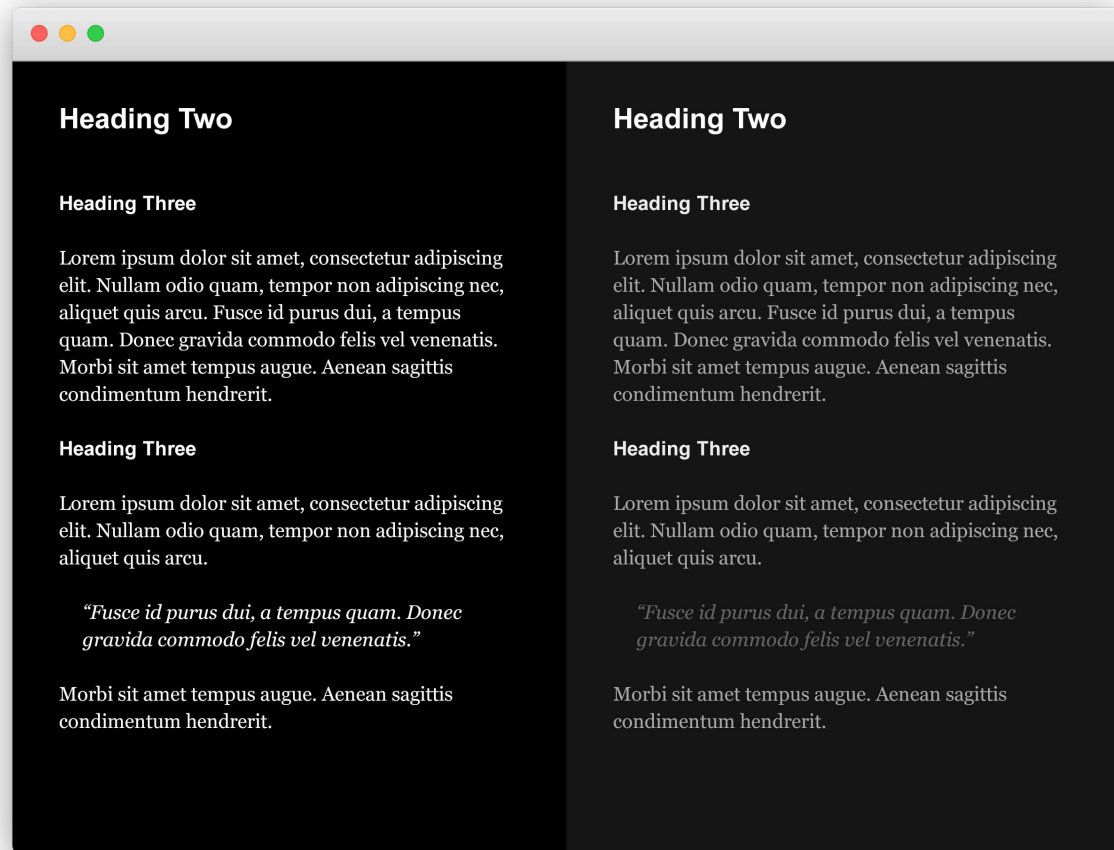 Heading Two
Heading Three
Lorem ipsum dolor sit amet, consectetur adipiscing
elit. Nullam odio quam, tempor non adipiscing nec,
aliquet quis arcu. Fusce id purus dui, a tempus
quam. Donec gravida commodo felis vel venenatis.
Morbi sit amet tempus augue. Aenean sagittis
condimentum hendrerit.
Heading Three
Lorem ipsum dolor sit amet, consectetur adipiscing
elit. Nullam odio quam, tempor non adipiscing nec,
aliquet quis arcu.
“Fusce id purus dui, a tempus quam. Donec
gravida commodo felis vel venenatis.”
Morbi sit amet tempus augue. Aenean sagittis
condimentum hendrerit.
Heading Two
Heading Three
Lorem ipsum dolor sit amet, consectetur adipiscing
elit. Nullam odio quam, tempor non adipiscing nec,
aliquet quis arcu. Fusce id purus dui, a tempus
quam. Donec gravida commodo felis vel venenatis.
Morbi sit amet tempus augue. Aenean sagittis
condimentum hendrerit.
Heading Three
Lorem ipsum dolor sit amet, consectetur adipiscing
elit. Nullam odio quam, tempor non adipiscing nec,
aliquet quis arcu.
“Fusce id purus dui, a tempus quam. Donec
gravida commodo felis vel venenatis.”
Morbi sit amet tempus augue. Aenean sagittis
condimentum hendrerit.